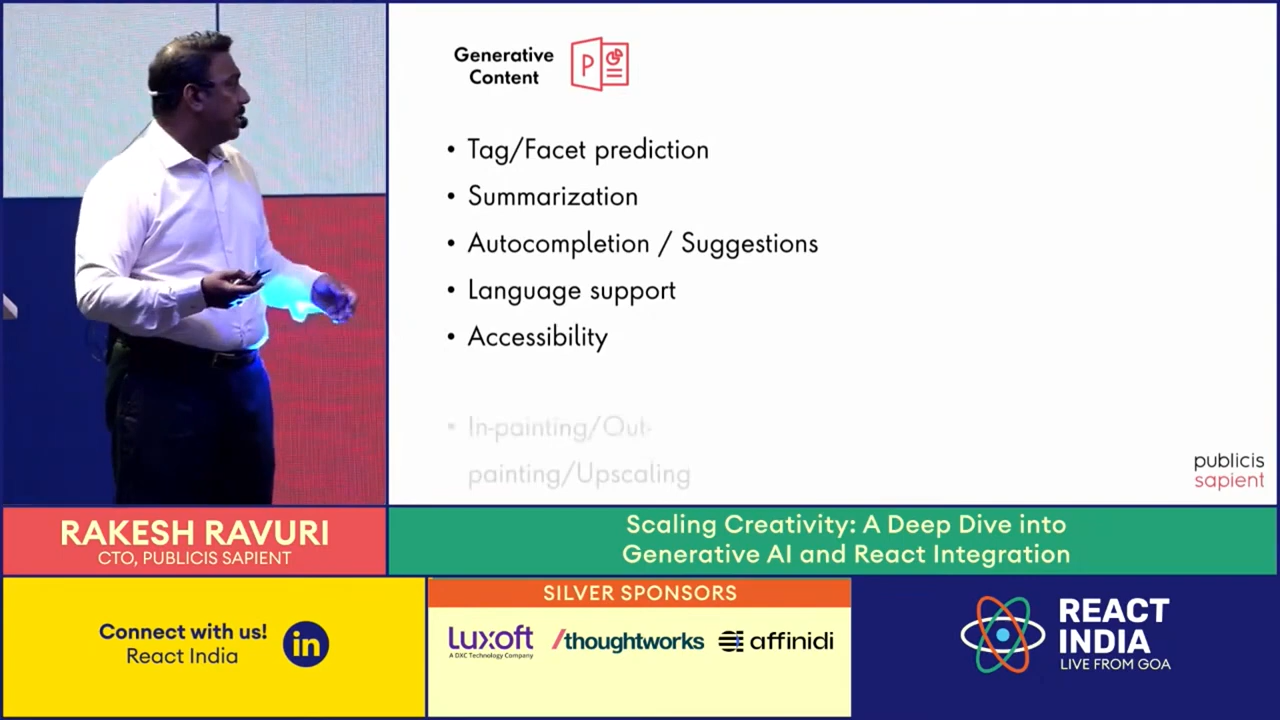 Generative
Content
P
• Tag/Facet prediction
• Summarization
• Autocompletion / Suggestions
• Language support
• Accessibility
• In-painting/Out-
painting/Upscaling
publicis
sapient
RAKESH RAVURI
CTO, PUBLICIS SAPIENT
Scaling Creativity: A Deep Dive into
Generative AI and React Integration
Connect with us!
React India
in
SILVER SPONSORS
Luxoft
A DXC Technology Company
/thoughtworks
affinidi
REACT
INDIA
LIVE FROM GOA